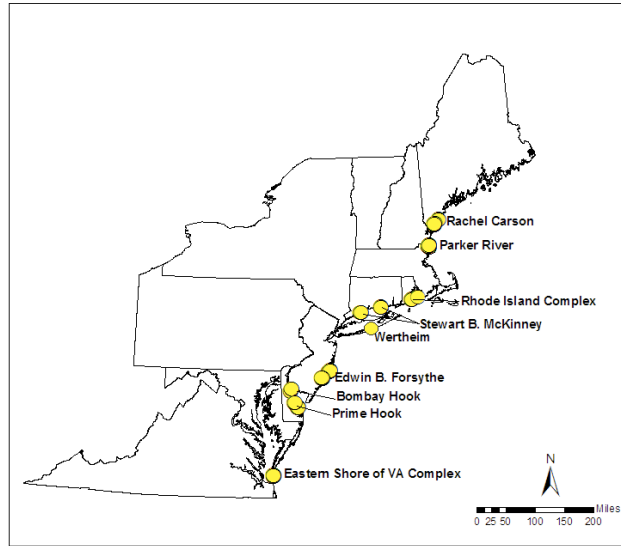 Rachel Carson
Parker River
Rhode Island Complex
Stewart B. McKinney
Wertheim
Edwin B. Forsythe
Bombay Hook
Prime Hook
Eastern Shore of VA Complex
N
Miles
0 25 50 100 150 200